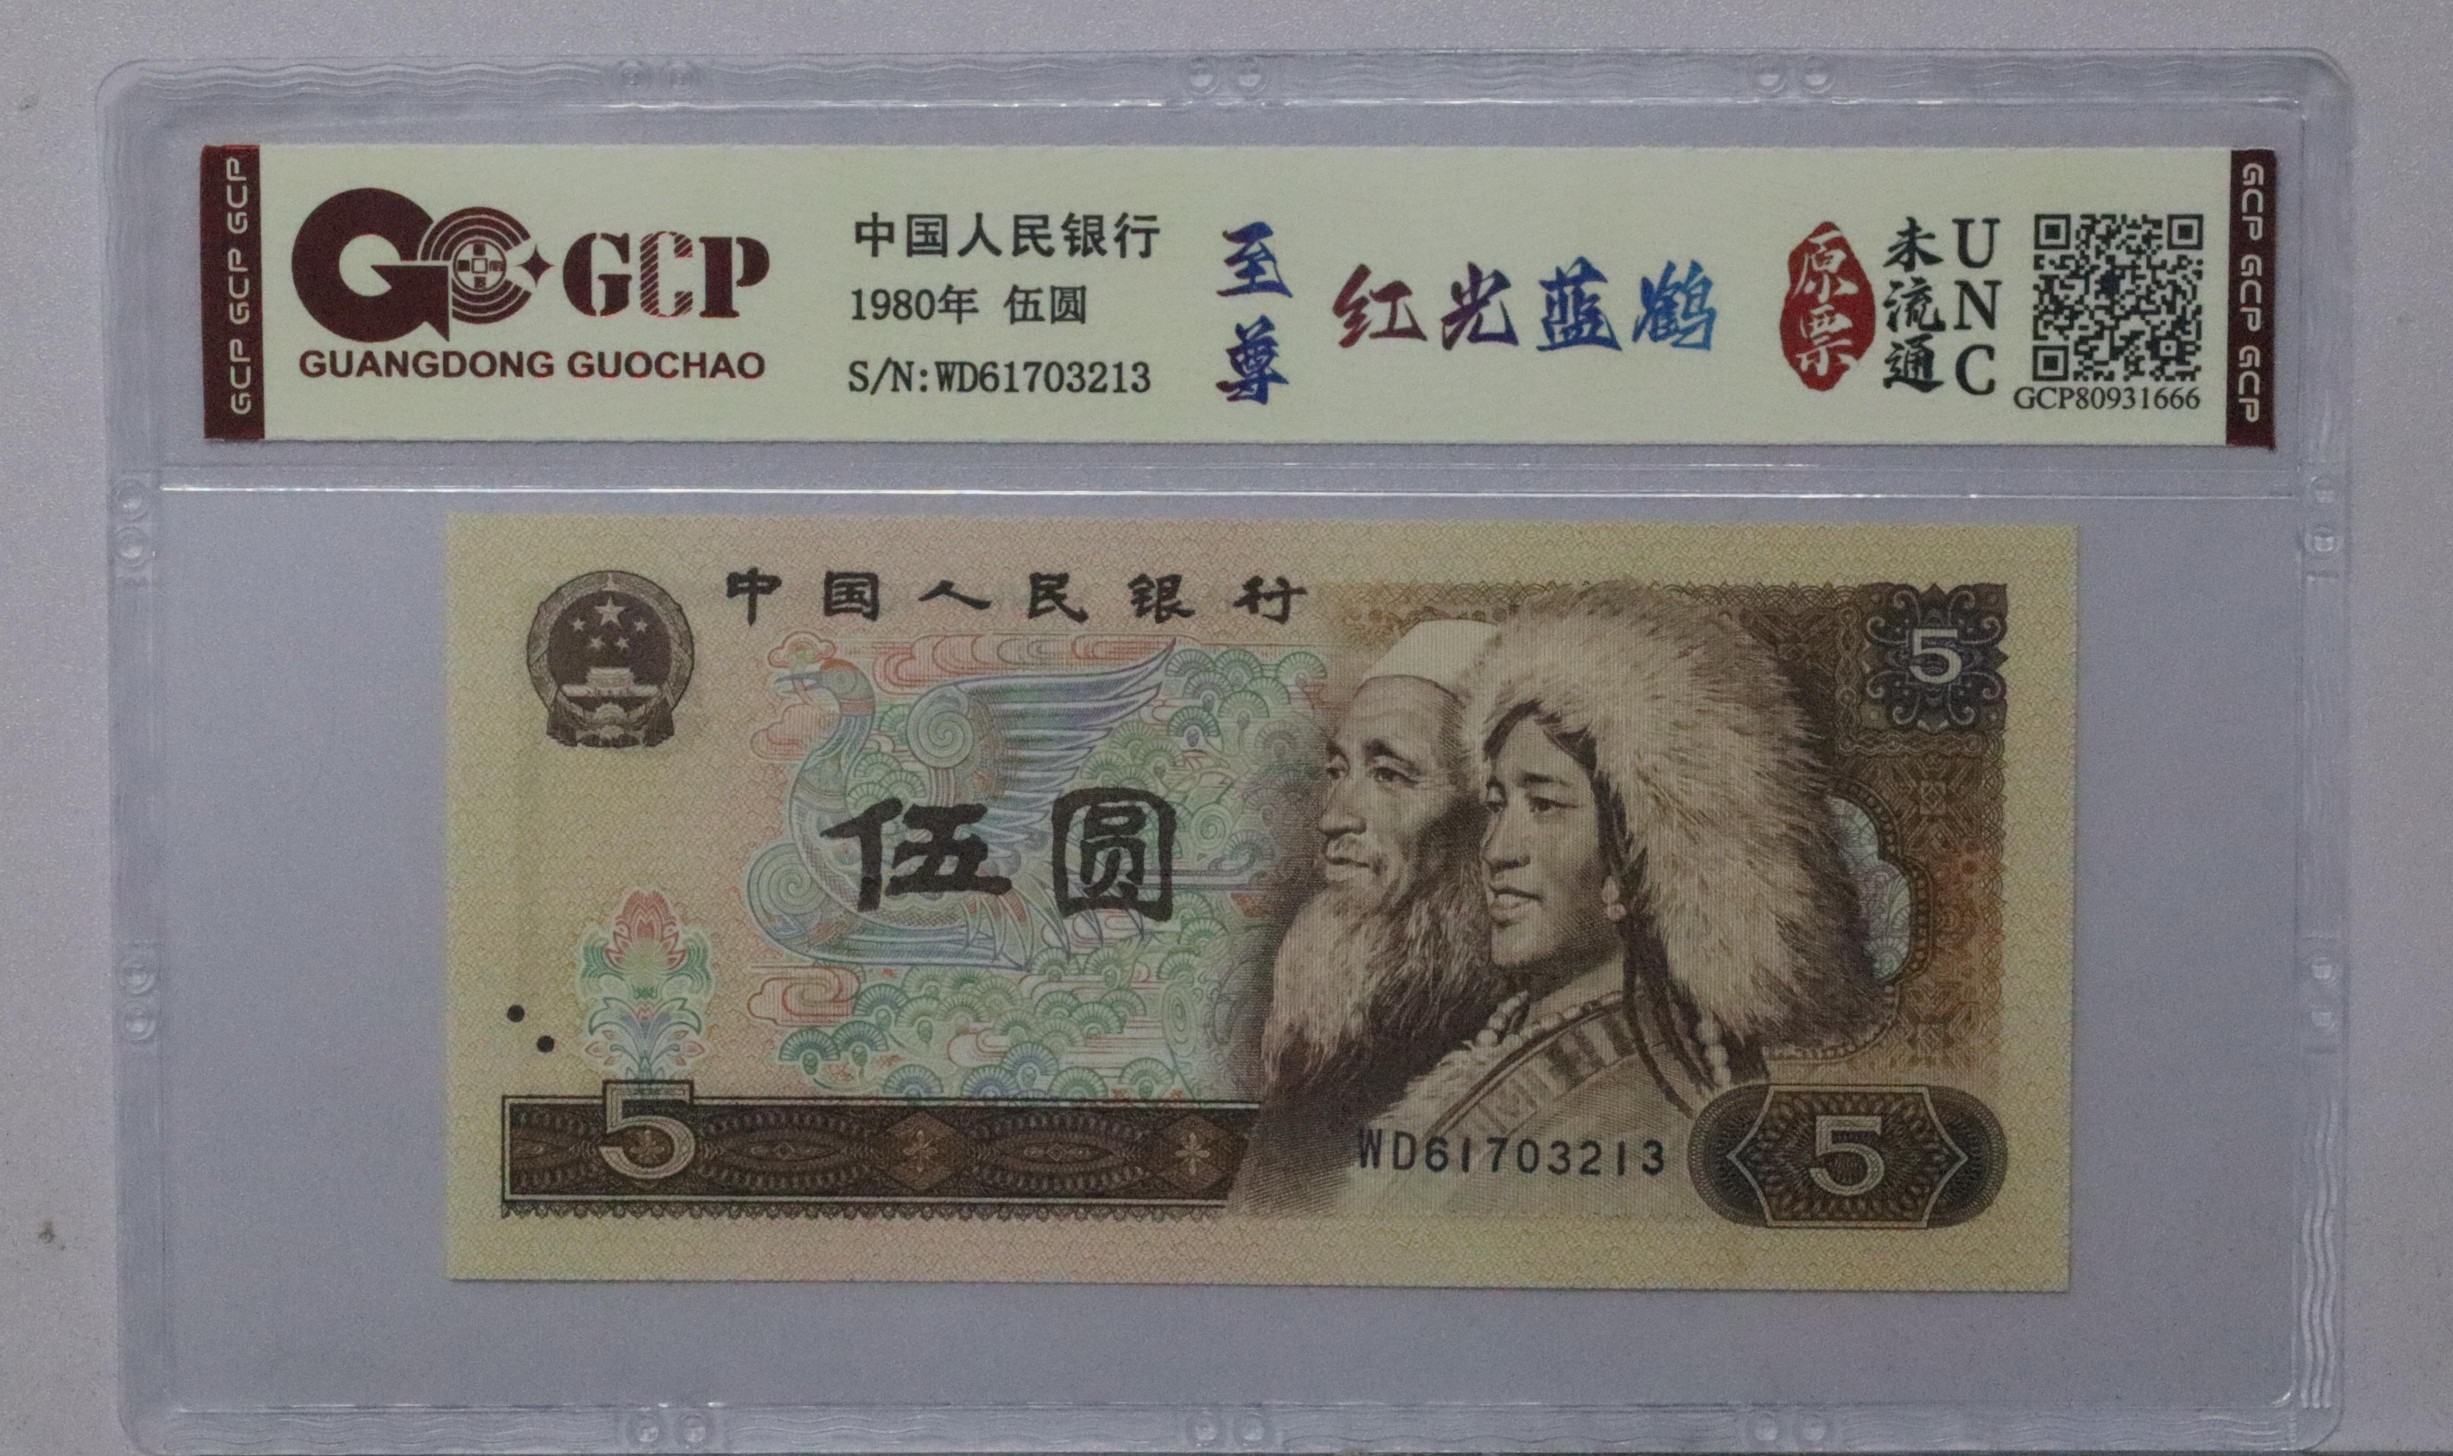 GCP GCP GCP
GCP
GUANGDONG GUOCHAO
中国人民银行
1980年 伍圆
S/N:WD61703213
至尊
红光蓝鹤
原票
未流通
UNC
GCP80931666
GCP GCP GCP
中国人民银行
5
伍圆
5
WD61703213
5